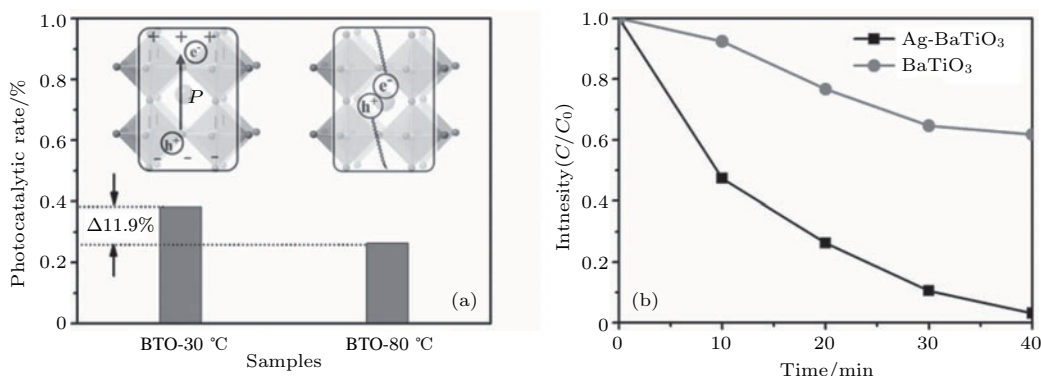 Photocatalytic rate/%
1.0
0.8
0.6
0.4
0.2
0
+ + +
e-
P
h+
- - -
e-
h+
Δ11.9%
(a)
BTO-30 ℃
BTO-80 ℃
Samples
Intnesity(C/C0)
1.0
0.8
0.6
0.4
0.2
0
Ag-BaTiO3
BaTiO3
(b)
0
10
20
30
40
Time/min